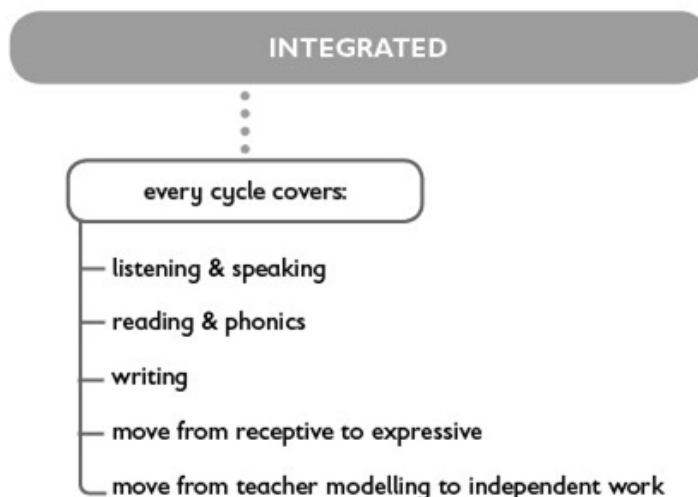 INTEGRATED
every cycle covers:
listening & speaking
reading & phonics
writing
move from receptive to expressive
move from teacher modelling to independent work